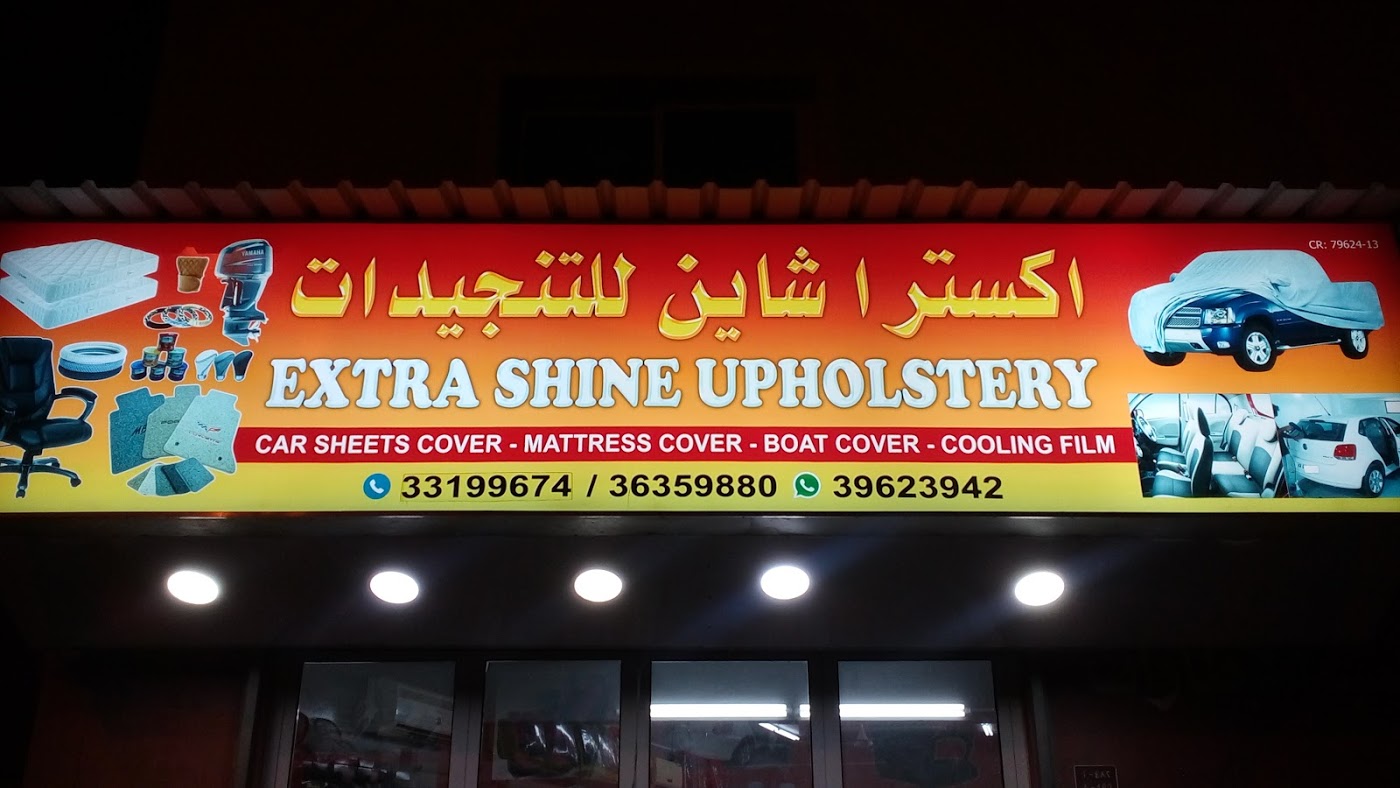 CR: 79624-13
اكسترا شاين للتنجيدات
EXTRA SHINE UPHOLSTERY
CAR SHEETS COVER - MATTRESS COVER - BOAT COVER - COOLING FILM
33199674 / 36359880 39623942
YAMAHA